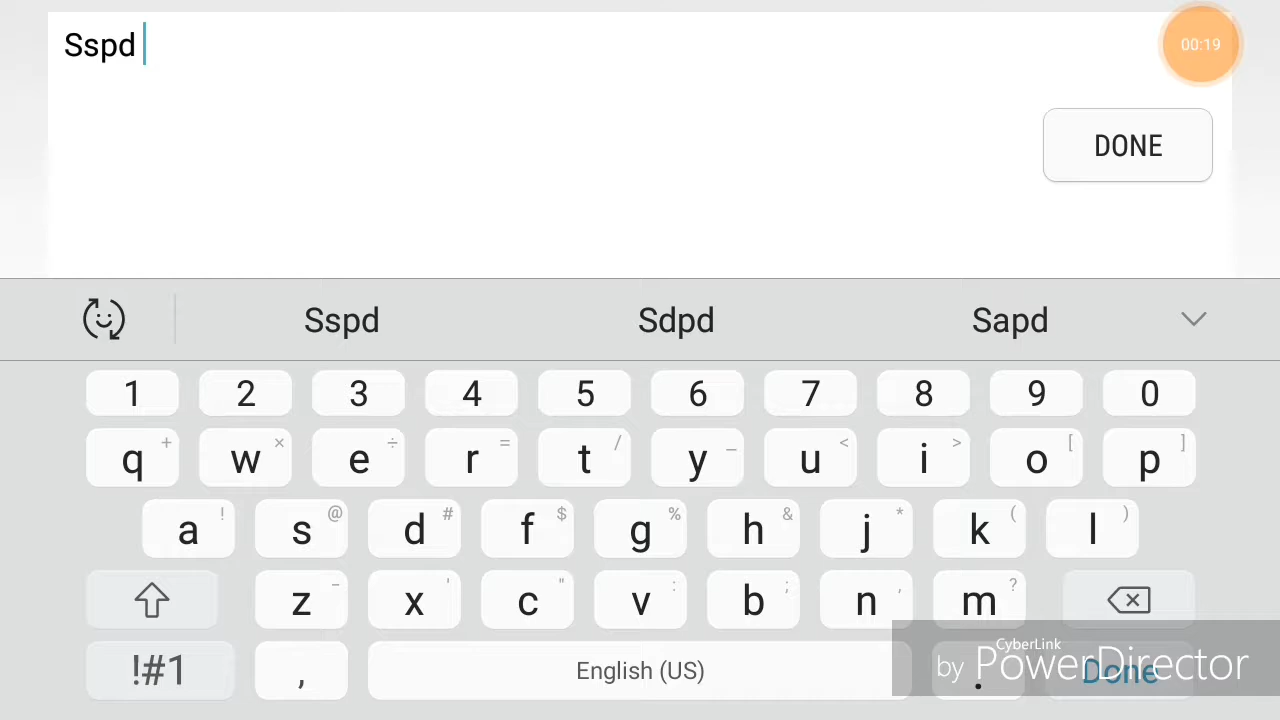 Sspd
00:19
DONE
Sspd Sdpd Sapd
1 2 3 4 5 6 7 8 9 0
q + w × e ÷ r = t / y _ u < i > o [ p ]
a ! s @ d # f $ g % h & j * k ( l )
z - x ' c " v : b ; n , m ?
!#1 , English (US) . Done
CyberLink
by PowerDirector